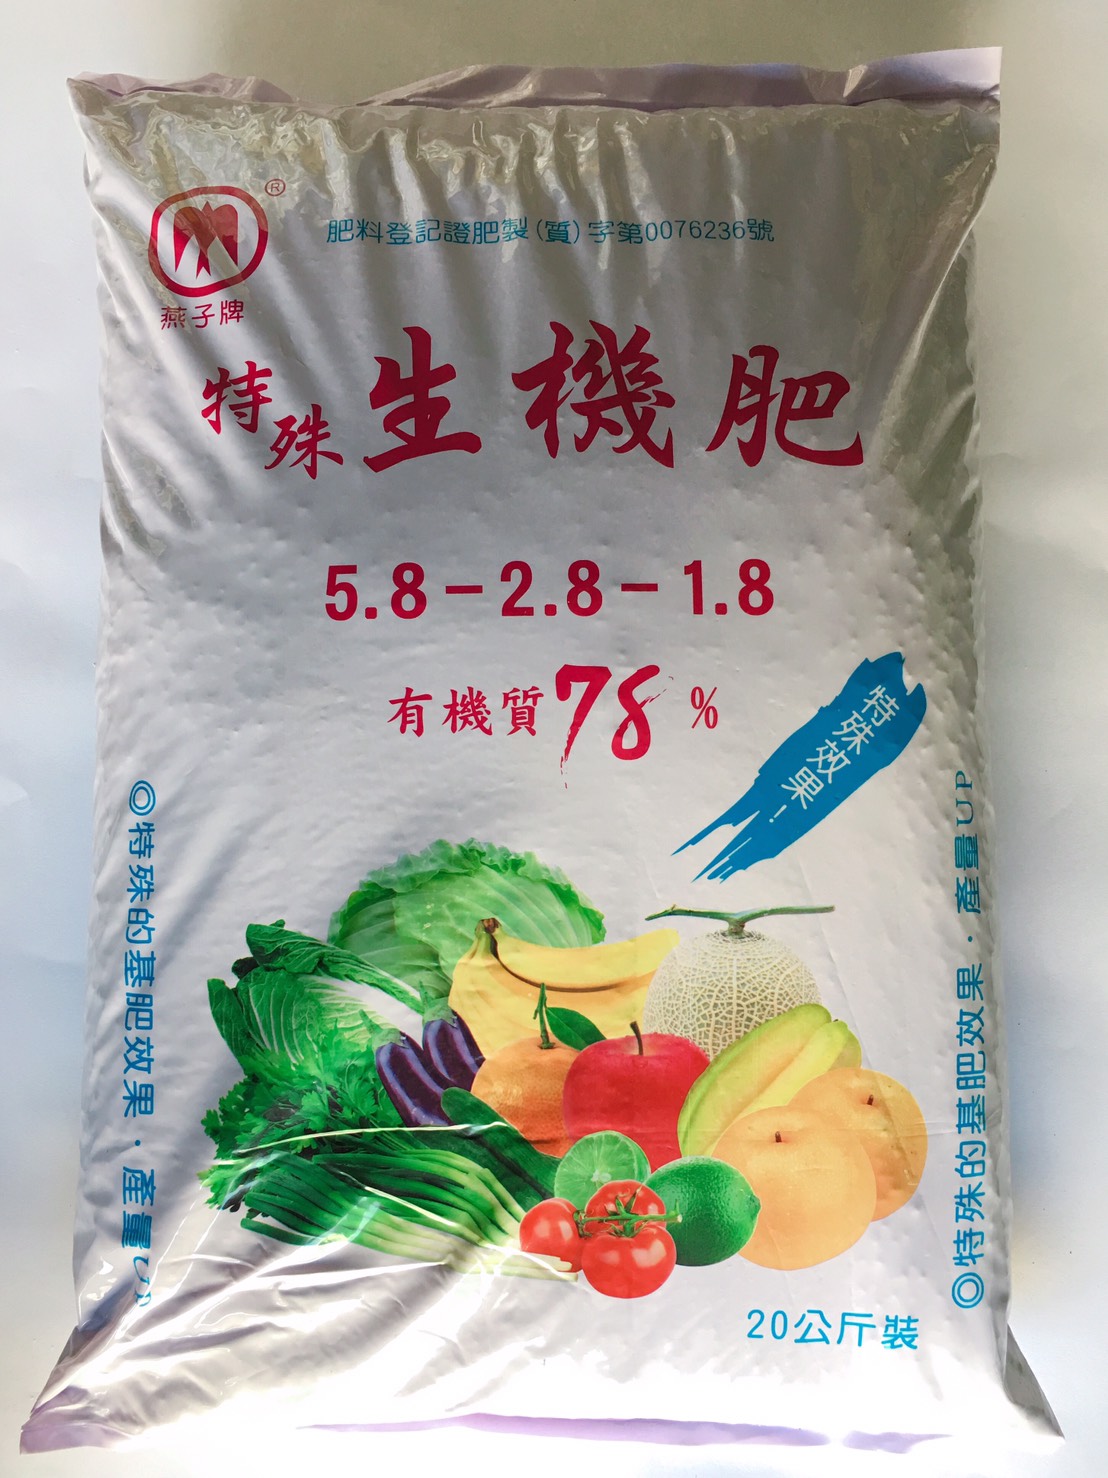 ®
肥料登記證肥製(質)字第0076236號
燕子牌
特殊生機肥
5.8-2.8-1.8
有機質78%
特殊效果!
◎特殊的基肥效果·產量UP
◎特殊的基肥效果·產量UP
20公斤裝